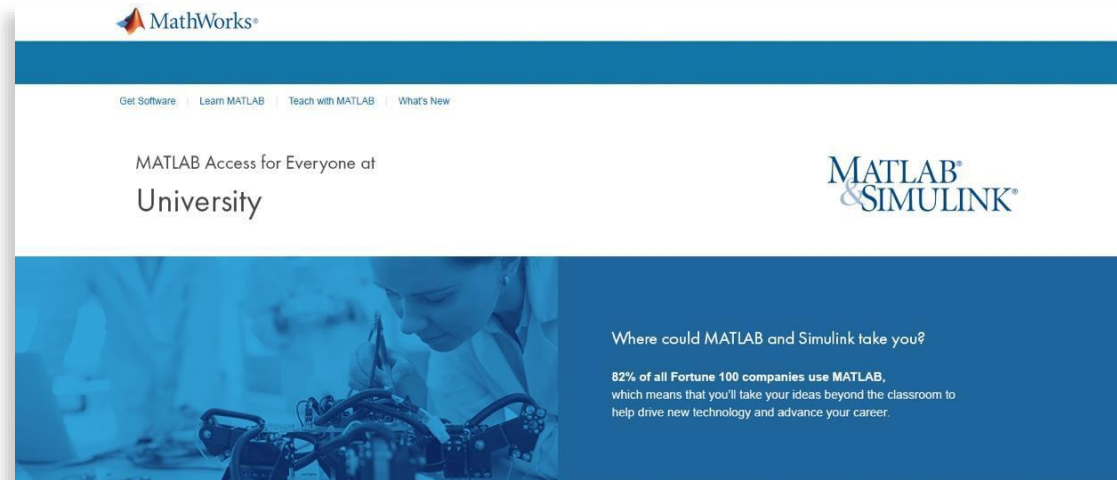 MathWorks®
Get Software | Learn MATLAB | Teach with MATLAB | What's New
MATLAB Access for Everyone at
University
MATLAB®
&SIMULINK®
Where could MATLAB and Simulink take you?
82% of all Fortune 100 companies use MATLAB,
which means that you'll take your ideas beyond the classroom to
help drive new technology and advance your career.